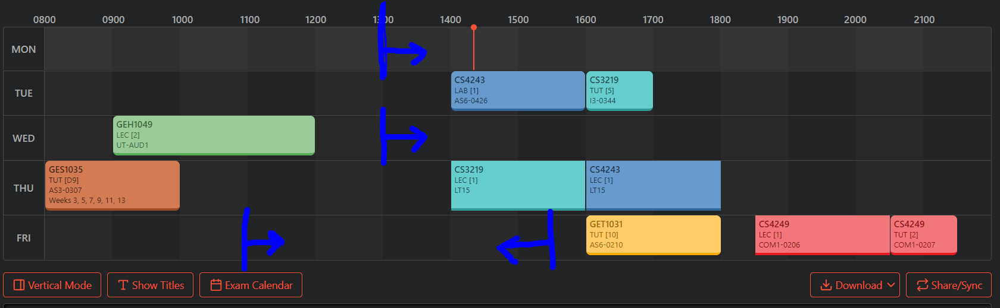 0800 0900 1000 1100 1200 1300 1400 1500 1600 1700 1800 1900 2000 2100
MON
TUE
CS4243
LAB [1]
AS6-0426
CS3219
TUT [5]
I3-0344
WED
GEH1049
LEC [2]
UT-AUD1
THU
GES1035
TUT [D9]
AS3-0307
Weeks 3, 5, 7, 9, 11, 13
CS3219
LEC [1]
LT15
CS4243
LEC [1]
LT15
FRI
GET1031
TUT [10]
AS6-0210
CS4249
LEC [1]
COM1-0206
CS4249
TUT [2]
COM1-0207
Vertical Mode
Show Titles
Exam Calendar
Download
Share/Sync